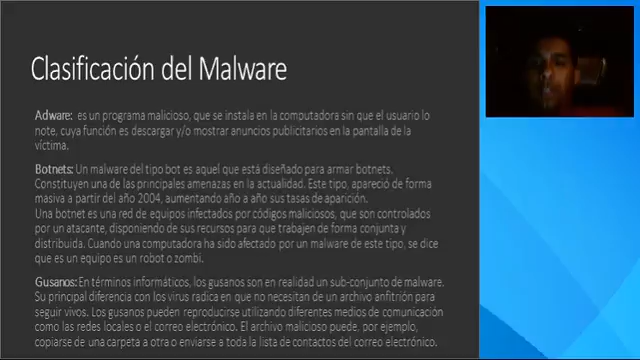 Clasificación del Malware
Adware: es un programa malicioso, que se instala en la computadora sin que el usuario lo
note, cuya función es descargar y/o mostrar anuncios publicitarios en la pantalla de la
víctima.
Botnets: Un malware del tipo bot es aquel que está diseñado para armar botnets.
Constituyen una de las principales amenazas en la actualidad. Este tipo, apareció de forma
masiva a partir del año 2004, aumentando año a año sus tasas de aparición.
Una botnet es una red de equipos infectados por códigos maliciosos, que son controlados
por un atacante, disponiendo de sus recursos para que trabajen de forma conjunta y
distribuida. Cuando una computadora ha sido afectado por un malware de este tipo, se dice
que es un equipo es un robot o zombi.
Gusanos: En términos informáticos, los gusanos son en realidad un sub-conjunto de malware.
Su principal diferencia con los virus radica en que no necesitan de un archivo anfitrión para
seguir vivos. Los gusanos pueden reproducirse utilizando diferentes medios de comunicación
como las redes locales o el correo electrónico. El archivo malicioso puede, por ejemplo,
copiarse de una carpeta a otra o enviarse a toda la lista de contactos del correo electrónico.